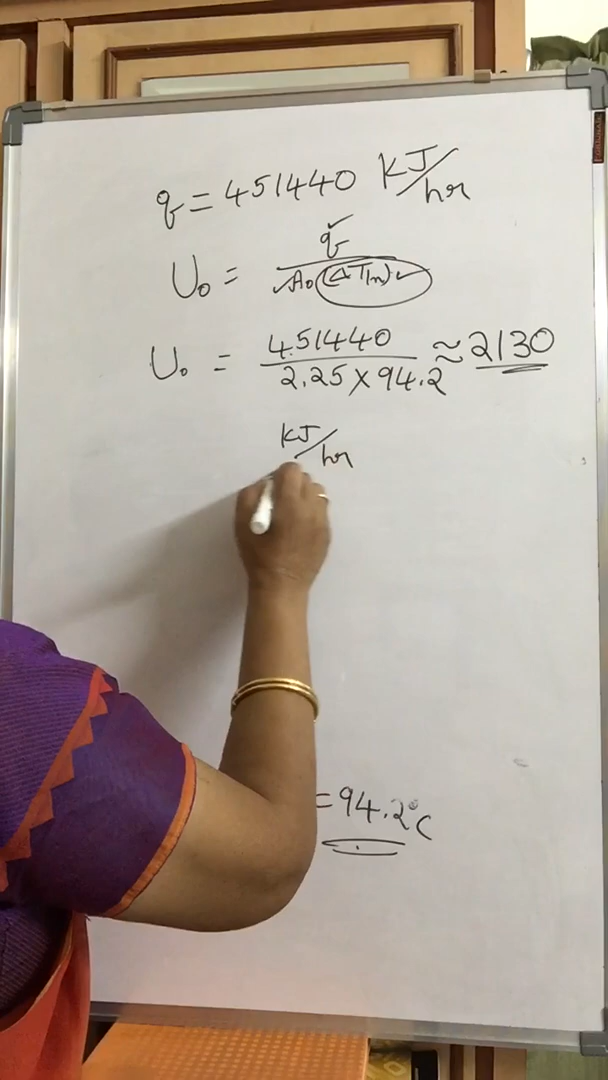 q = 451440 KJ/hr
U₀ = q / A₀ (ΔTlm)
U₀ = 451440 / 2.25 × 94.2 ≈ 2130
KJ/hr
= 94.2°C